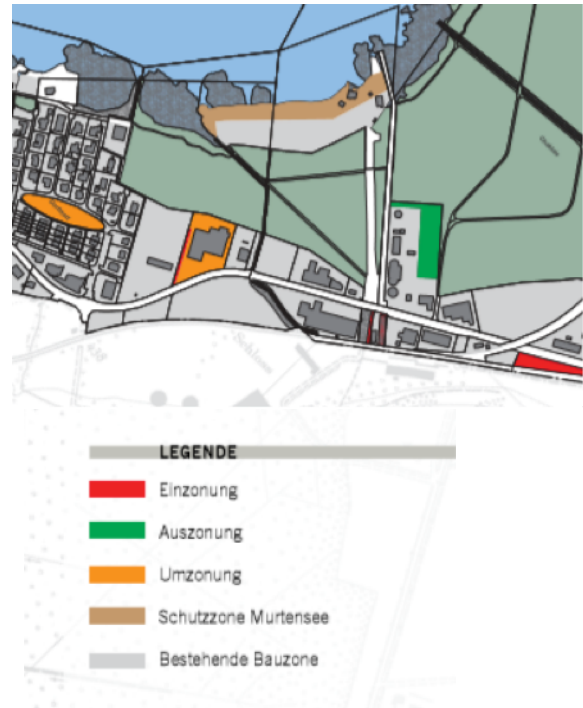 LEGENDE
Einzonung
Auszonung
Umzonung
Schutzzone Murtensee
Bestehende Bauzone